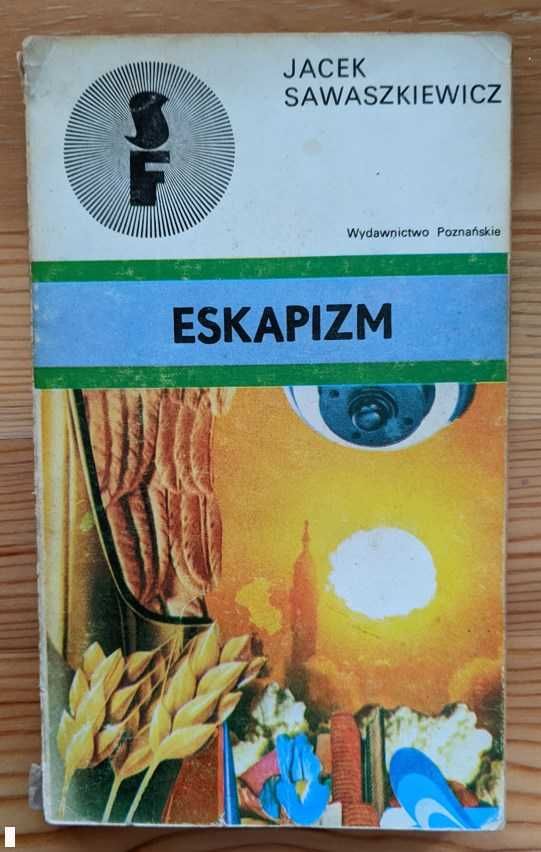 SF
JACEK
SAWASZKIEWICZ
Wydawnictwo Poznańskie
ESKAPIZM